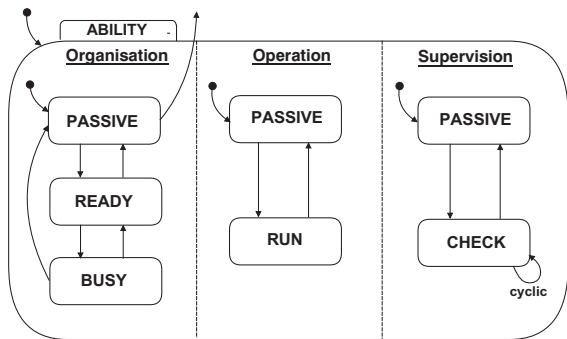 ABILITY -
Organisation
Operation
Supervision
PASSIVE
PASSIVE
PASSIVE
READY
RUN
CHECK
BUSY
cyclic